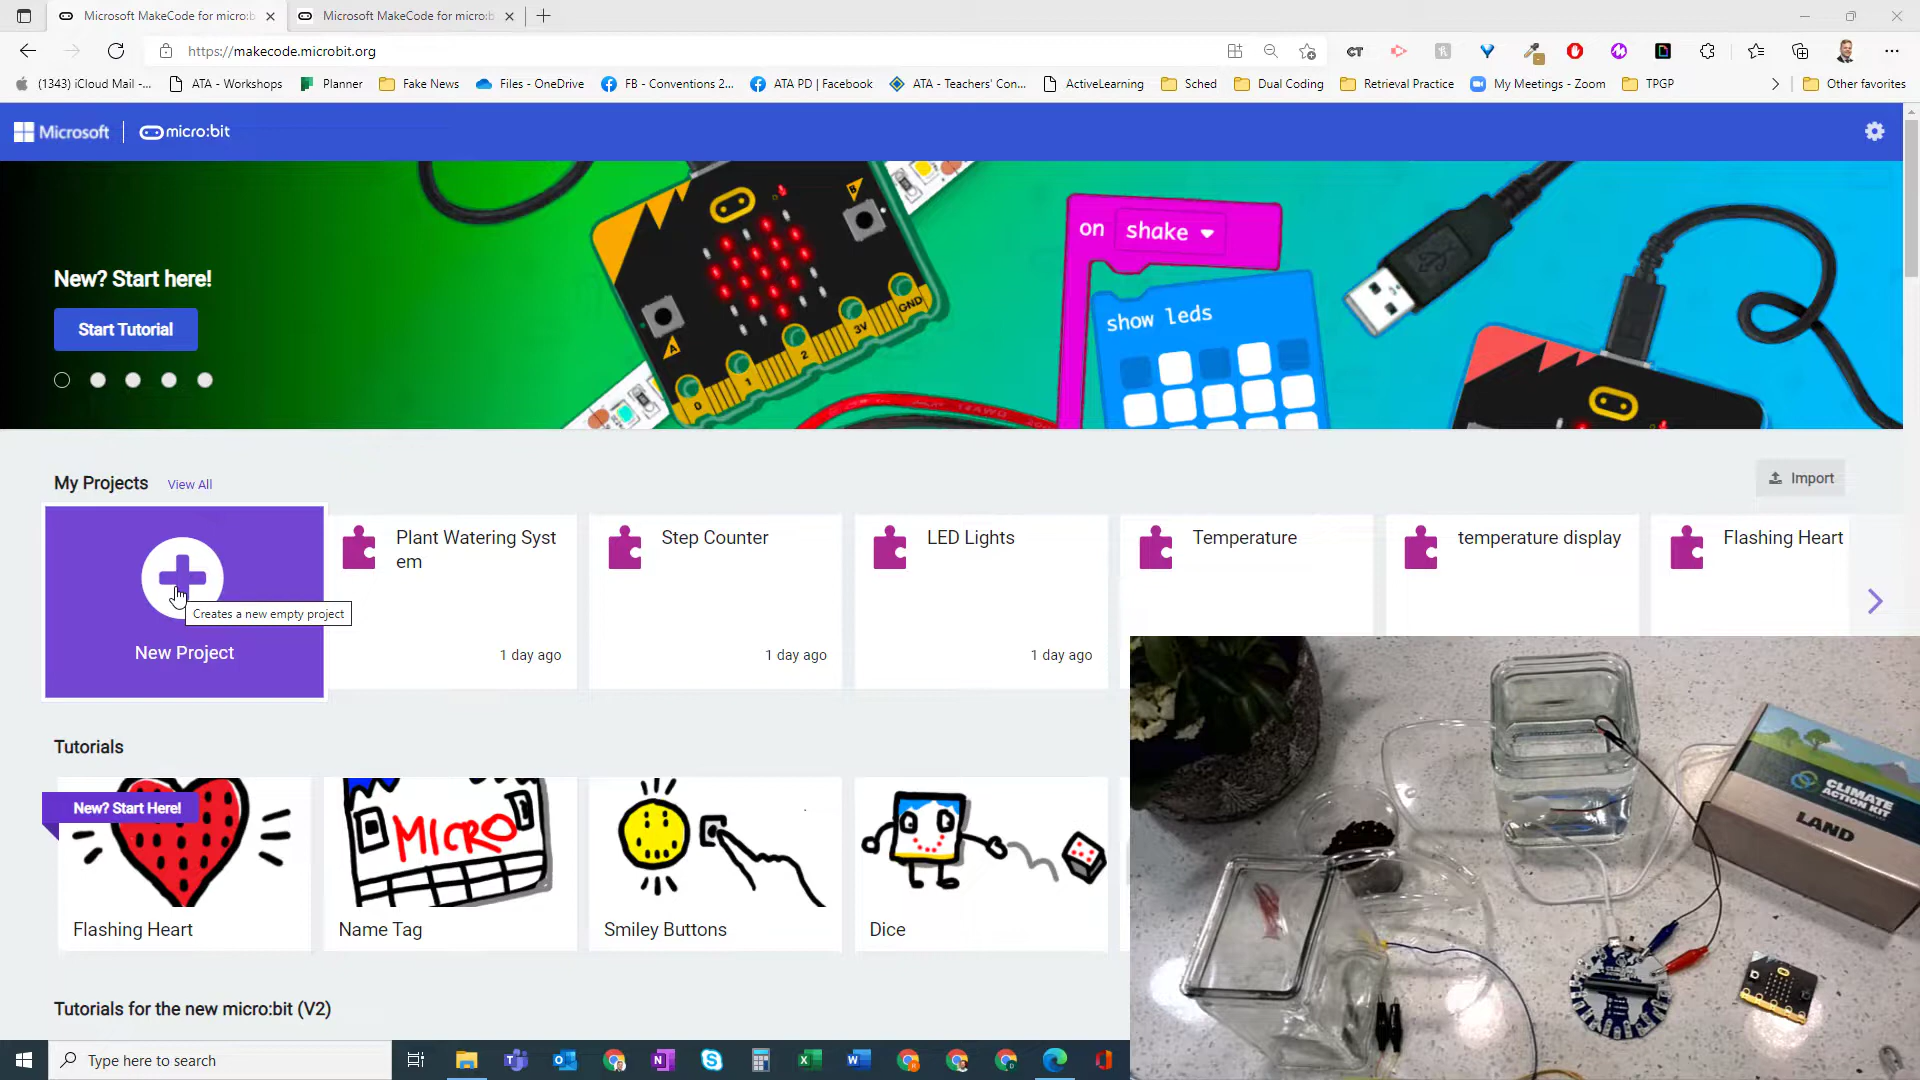 Microsoft MakeCode for micro:b
Microsoft MakeCode for micro:b
https://makecode.microbit.org
CT
(1343) iCloud Mail -...
ATA - Workshops
Planner
Fake News
Files - OneDrive
FB - Conventions 2...
ATA PD | Facebook
ATA - Teachers' Con...
ActiveLearning
Sched
Dual Coding
Retrieval Practice
My Meetings - Zoom
TPGP
Other favorites
Microsoft
micro:bit
New? Start here!
Start Tutorial
A
B
0
1
2
3V
GND
14AWG
on shake
show leds
My Projects View All
Import
New Project
Creates a new empty project
Plant Watering Syst
em
1 day ago
Step Counter
1 day ago
LED Lights
1 day ago
Temperature
temperature display
Flashing Heart
Tutorials
New? Start Here!
Flashing Heart
MICRO
Name Tag
Smiley Buttons
Dice
Tutorials for the new micro:bit (V2)
CLIMATE
ACTION KIT
LAND
Type here to search